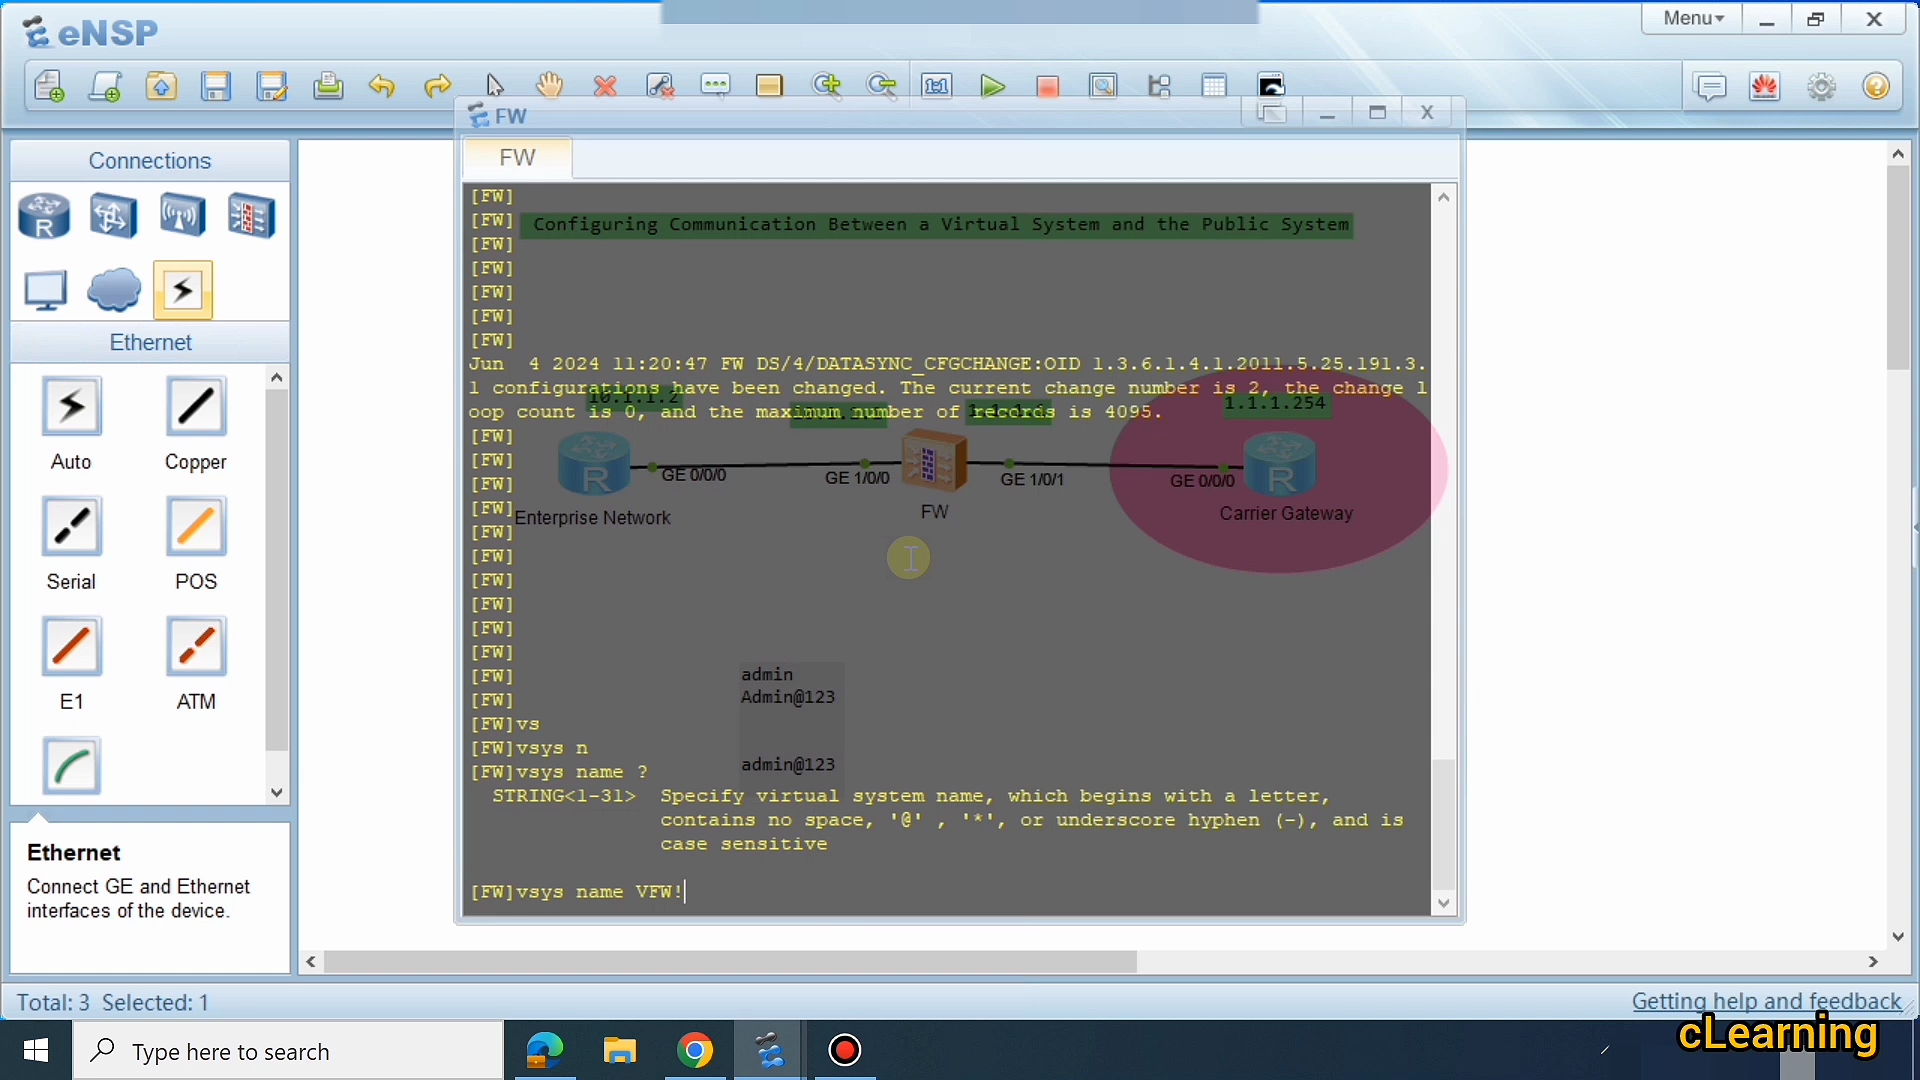 eNSP
Menu
FW
FW
Connections
Ethernet
Auto
Copper
Serial
POS
E1
ATM
Ethernet
Connect GE and Ethernet
interfaces of the device.
[FW]
[FW]
Configuring Communication Between a Virtual System and the Public System
[FW]
[FW]
[FW]
[FW]
[FW]
Jun  4 2024 11:20:47 FW DS/4/DATASYNC_CFGCHANGE:OID 1.3.6.1.4.1.2011.5.25.191.3.
1 configurations have been changed. The current change number is 2, the change l
oop count is 0, and the maximum number of records is 4095.
10.1.1.2
1.1.1.254
[FW]
[FW]
[FW]
GE 0/0/0
GE 1/0/0
GE 1/0/1
GE 0/0/0
[FW]
Enterprise Network
FW
Carrier Gateway
[FW]
[FW]
[FW]
[FW]
[FW]
[FW]
[FW]
[FW]
admin
Admin@123
[FW]vs
[FW]vsys n
admin@123
[FW]vsys name ?
STRING<1-31>  Specify virtual system name, which begins with a letter,
contains no space, '@' , '*', or underscore hyphen (-), and is
case sensitive
[FW]vsys name VFW!
Total: 3  Selected: 1
Getting help and feedback
Type here to search
cLearning